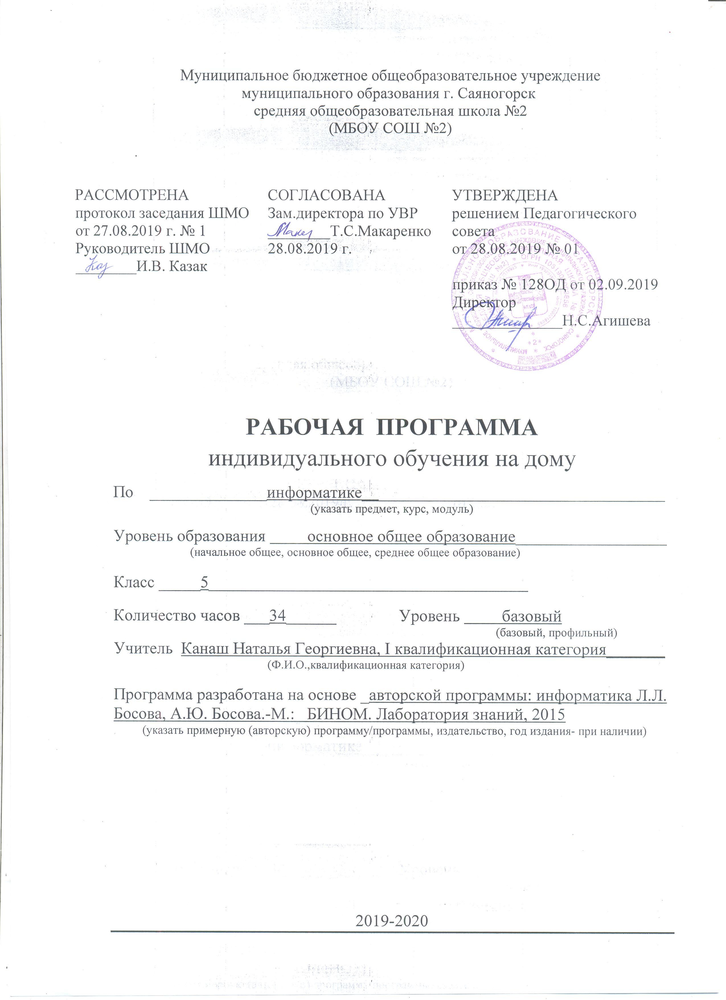 Муниципальное бюджетное общеобразовательное учреждение
муниципального образования г. Саяногорск
средняя общеобразовательная школа №2
(МБОУ СОШ №2)
РАССМОТРЕНА
протокол заседания ШМО
от 27.08.2019 г. № 1
Руководитель ШМО
________И.В. Казак
СОГЛАСОВАНА
Зам.директора по УВР
________Т.С.Макаренко
28.08.2019 г.
УТВЕРЖДЕНА
решением Педагогического
совета
от 28.08.2019 № 01
приказ № 128ОД от 02.09.2019
Директор
______________Н.С.Агишева
РАБОЧАЯ ПРОГРАММА
индивидуального обучения на дому
По ______________информатике____________________________________
(указать предмет, курс, модуль)
Уровень образования _____основное общее образование__________________
(начальное общее, основное общее, среднее общее образование)
Класс _____5______________________________________
Количество часов ___34______ Уровень _____базовый
(базовый, профильный)
Учитель Канаш Наталья Георгиевна, I квалификационная категория_______
(Ф.И.О.,квалификационная категория)
Программа разработана на основе _авторской программы: информатика Л.Л.
Босова, А.Ю. Босова.-М.: БИНОМ. Лаборатория знаний, 2015
(указать примерную (авторскую) программу/программы, издательство, год издания- при наличии)
2019-2020